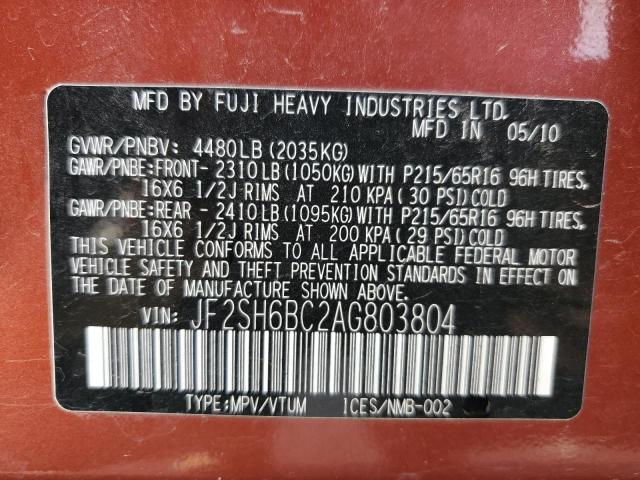 MFD BY FUJI HEAVY INDUSTRIES LTD.
MFD IN 05/10
GVWR/PNBV: 4480LB (2035KG)
GAWR/PNBE:FRONT- 2310 LB (1050KG) WITH P215/65R16 96H TIRES,
16X6 1/2J RIMS AT 210 KPA (30 PSI) COLD
GAWR/PNBE:REAR - 2410 LB (1095KG) WITH P215/65R16 96H TIRES,
16X6 1/2J RIMS AT 200 KPA (29 PSI) COLD
THIS VEHICLE CONFORMS TO ALL APPLICABLE FEDERAL MOTOR
VEHICLE SAFETY AND THEFT PREVENTION STANDARDS IN EFFECT ON
THE DATE OF MANUFACTURE SHOWN ABOVE.
VIN: JF2SH6BC2AG803804
TYPE:MPV/VTUM ICES/NMB-002